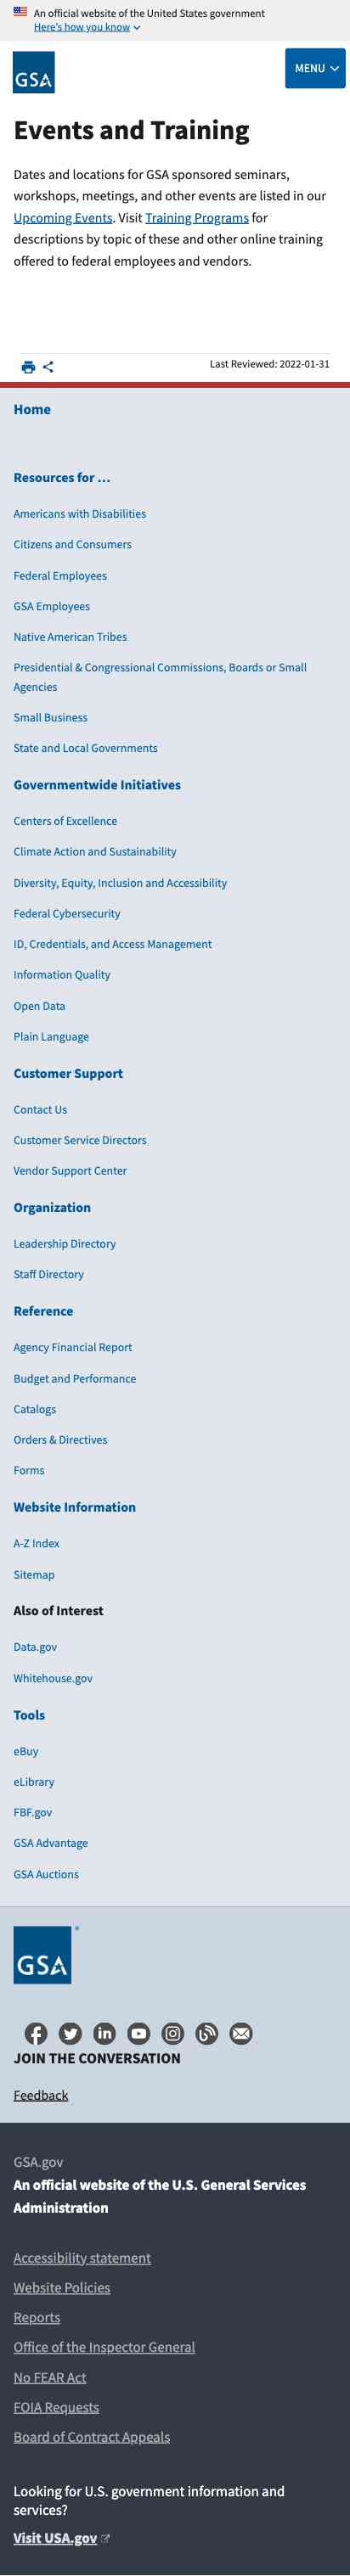 An official website of the United States government
Here's how you know
GSA
MENU
Events and Training
Dates and locations for GSA sponsored seminars,
workshops, meetings, and other events are listed in our
Upcoming Events. Visit Training Programs for
descriptions by topic of these and other online training
offered to federal employees and vendors.
Last Reviewed: 2022-01-31
Home
Resources for ...
Americans with Disabilities
Citizens and Consumers
Federal Employees
GSA Employees
Native American Tribes
Presidential & Congressional Commissions, Boards or Small
Agencies
Small Business
State and Local Governments
Governmentwide Initiatives
Centers of Excellence
Climate Action and Sustainability
Diversity, Equity, Inclusion and Accessibility
Federal Cybersecurity
ID, Credentials, and Access Management
Information Quality
Open Data
Plain Language
Customer Support
Contact Us
Customer Service Directors
Vendor Support Center
Organization
Leadership Directory
Staff Directory
Reference
Agency Financial Report
Budget and Performance
Catalogs
Orders & Directives
Forms
Website Information
A-Z Index
Sitemap
Also of Interest
Data.gov
Whitehouse.gov
Tools
eBuy
eLibrary
FBF.gov
GSA Advantage
GSA Auctions
GSA
JOIN THE CONVERSATION
Feedback
GSA.gov
An official website of the U.S. General Services
Administration
Accessibility statement
Website Policies
Reports
Office of the Inspector General
No FEAR Act
FOIA Requests
Board of Contract Appeals
Looking for U.S. government information and
services?
Visit USA.gov